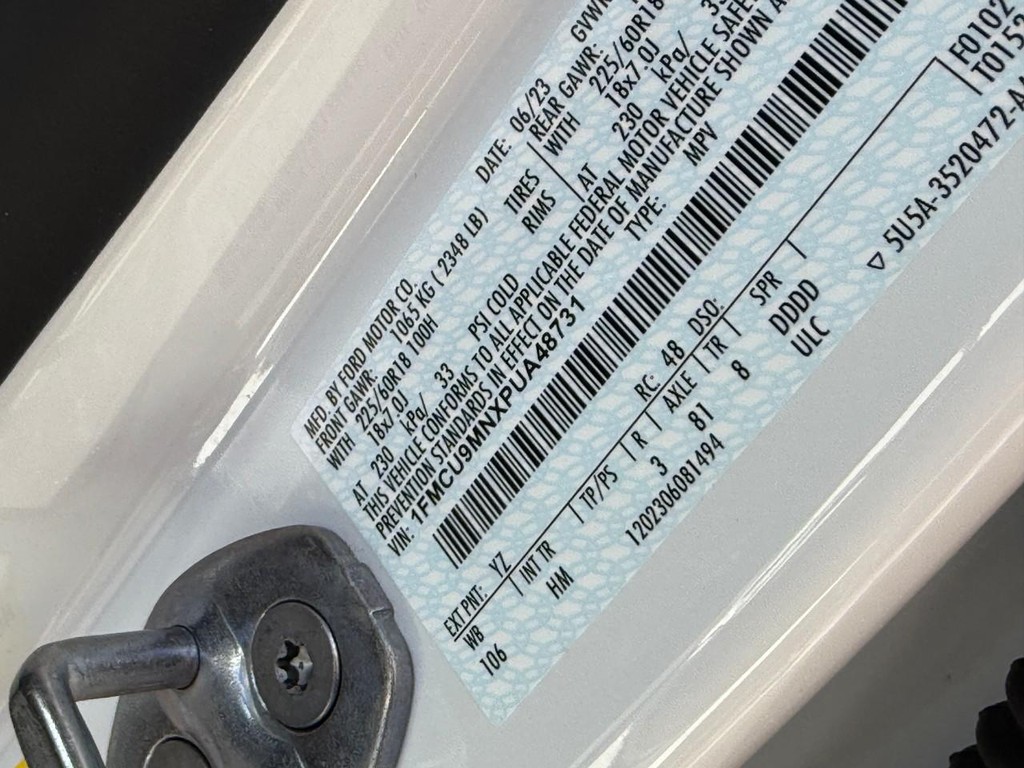 MFD. BY FORD MOTOR CO. DATE: 06/23 GVWR
FRONT GAWR: 1065 KG ( 2348 LB) REAR GAWR:
WITH 225/60R18 100H TIRES WITH 225/60R18
18x7.0J RIMS 18x7.0J
AT 230 kPa/ 33 PSI COLD AT 230 kPa/
THIS VEHICLE CONFORMS TO ALL APPLICABLE FEDERAL MOTOR VEHICLE SAFE
PREVENTION STANDARDS IN EFFECT ON THE DATE OF MANUFACTURE SHOWN A
VIN: 1FMCU9MNXPUA48731 TYPE: MPV
F0102
EXT PNT: YZ RC: 48 DSO: T0152
WB INT TR TP/PS R AXLE TR SPR
106 HM 3 81 8 DDDD
1202306081494 ULC ▽ 5U5A-3520472-A